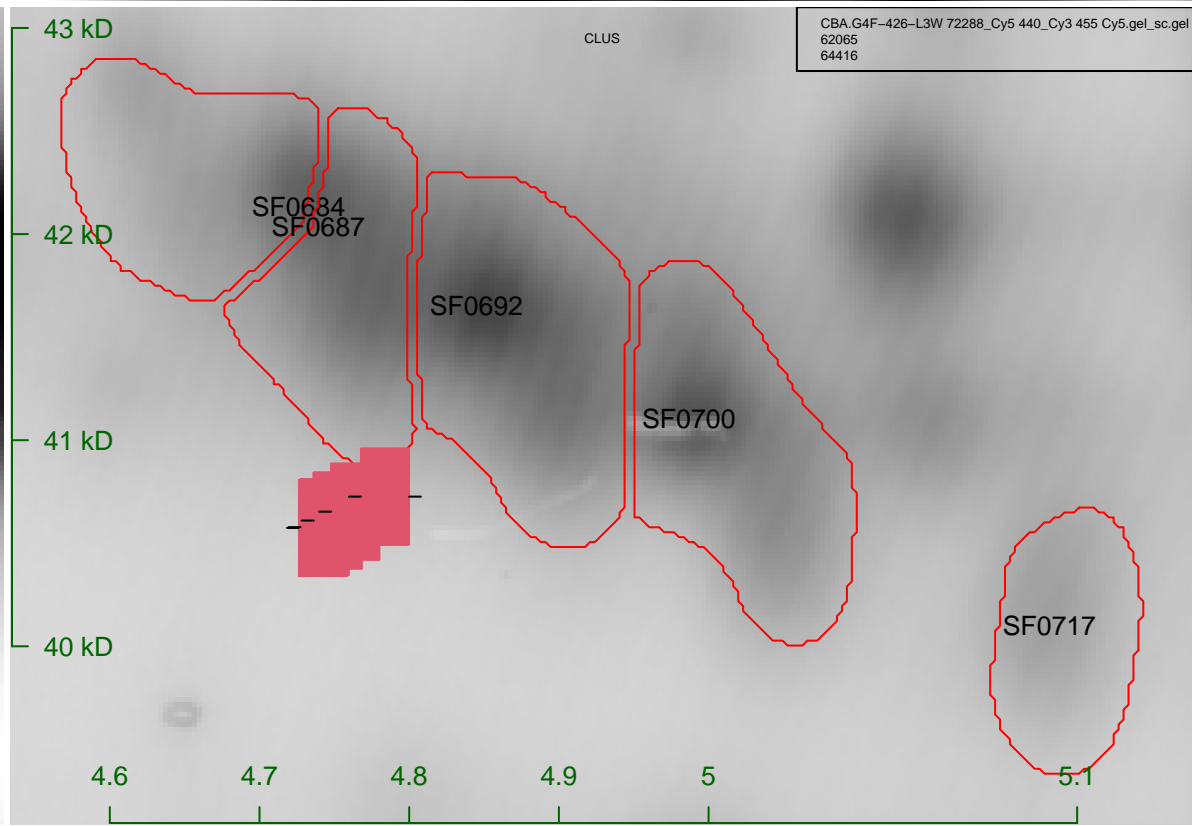 43 kD
CLUS
CBA.G4F−426−L3W 72288_Cy5 440_Cy3 455 Cy5.gel_sc.gel
62065
64416
SF0684
SF0687
42 kD
SF0692
SF0700
41 kD
SF0717
40 kD
4.6 4.7 4.8 4.9 5 5.1